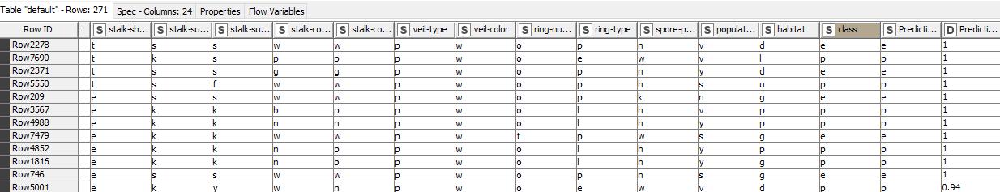 Table "default" - Rows: 271 Spec - Columns: 24 Properties Flow Variables
Row ID S stalk-sh... S stalk-su... S stalk-su... S stalk-co... S stalk-co... S veil-type S veil-color S ring-nu... S ring-type S spore-p... S populat... S habitat S class S Predicti... D Predicti...
Row2278 t s s w w p w o p n v d e e 1
Row7690 t k s p p p w o e w v l p p 1
Row2371 t s s g g p w o p n y d e e 1
Row5550 t s f w w p w o p h s u p p 1
Row209 e s s w w p w o p k n g e e 1
Row3567 e k k b p p w o l h v p p p 1
Row4988 e k k n n p w o l h y p p p 1
Row7479 e k k w w p w t p w s g e e 1
Row4852 e k k n p p w o l h y p p p 1
Row1816 e k k n b p w o l h y g p p 1
Row746 e s s w w p w o p n s g e e 1
Row5001 e k y w n p w o e w v d p p 0.94